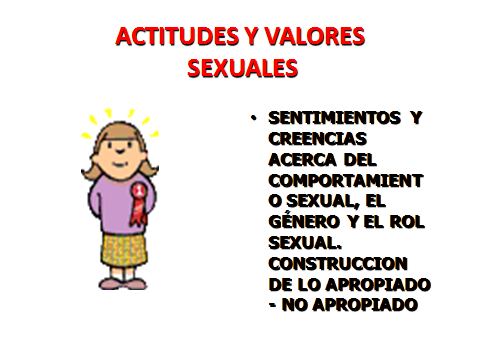 ACTITUDES Y VALORES
SEXUALES
• SENTIMIENTOS Y
CREENCIAS
ACERCA DEL
COMPORTAMIENT
O SEXUAL, EL
GÉNERO Y EL ROL
SEXUAL.
CONSTRUCCION
DE LO APROPIADO
- NO APROPIADO